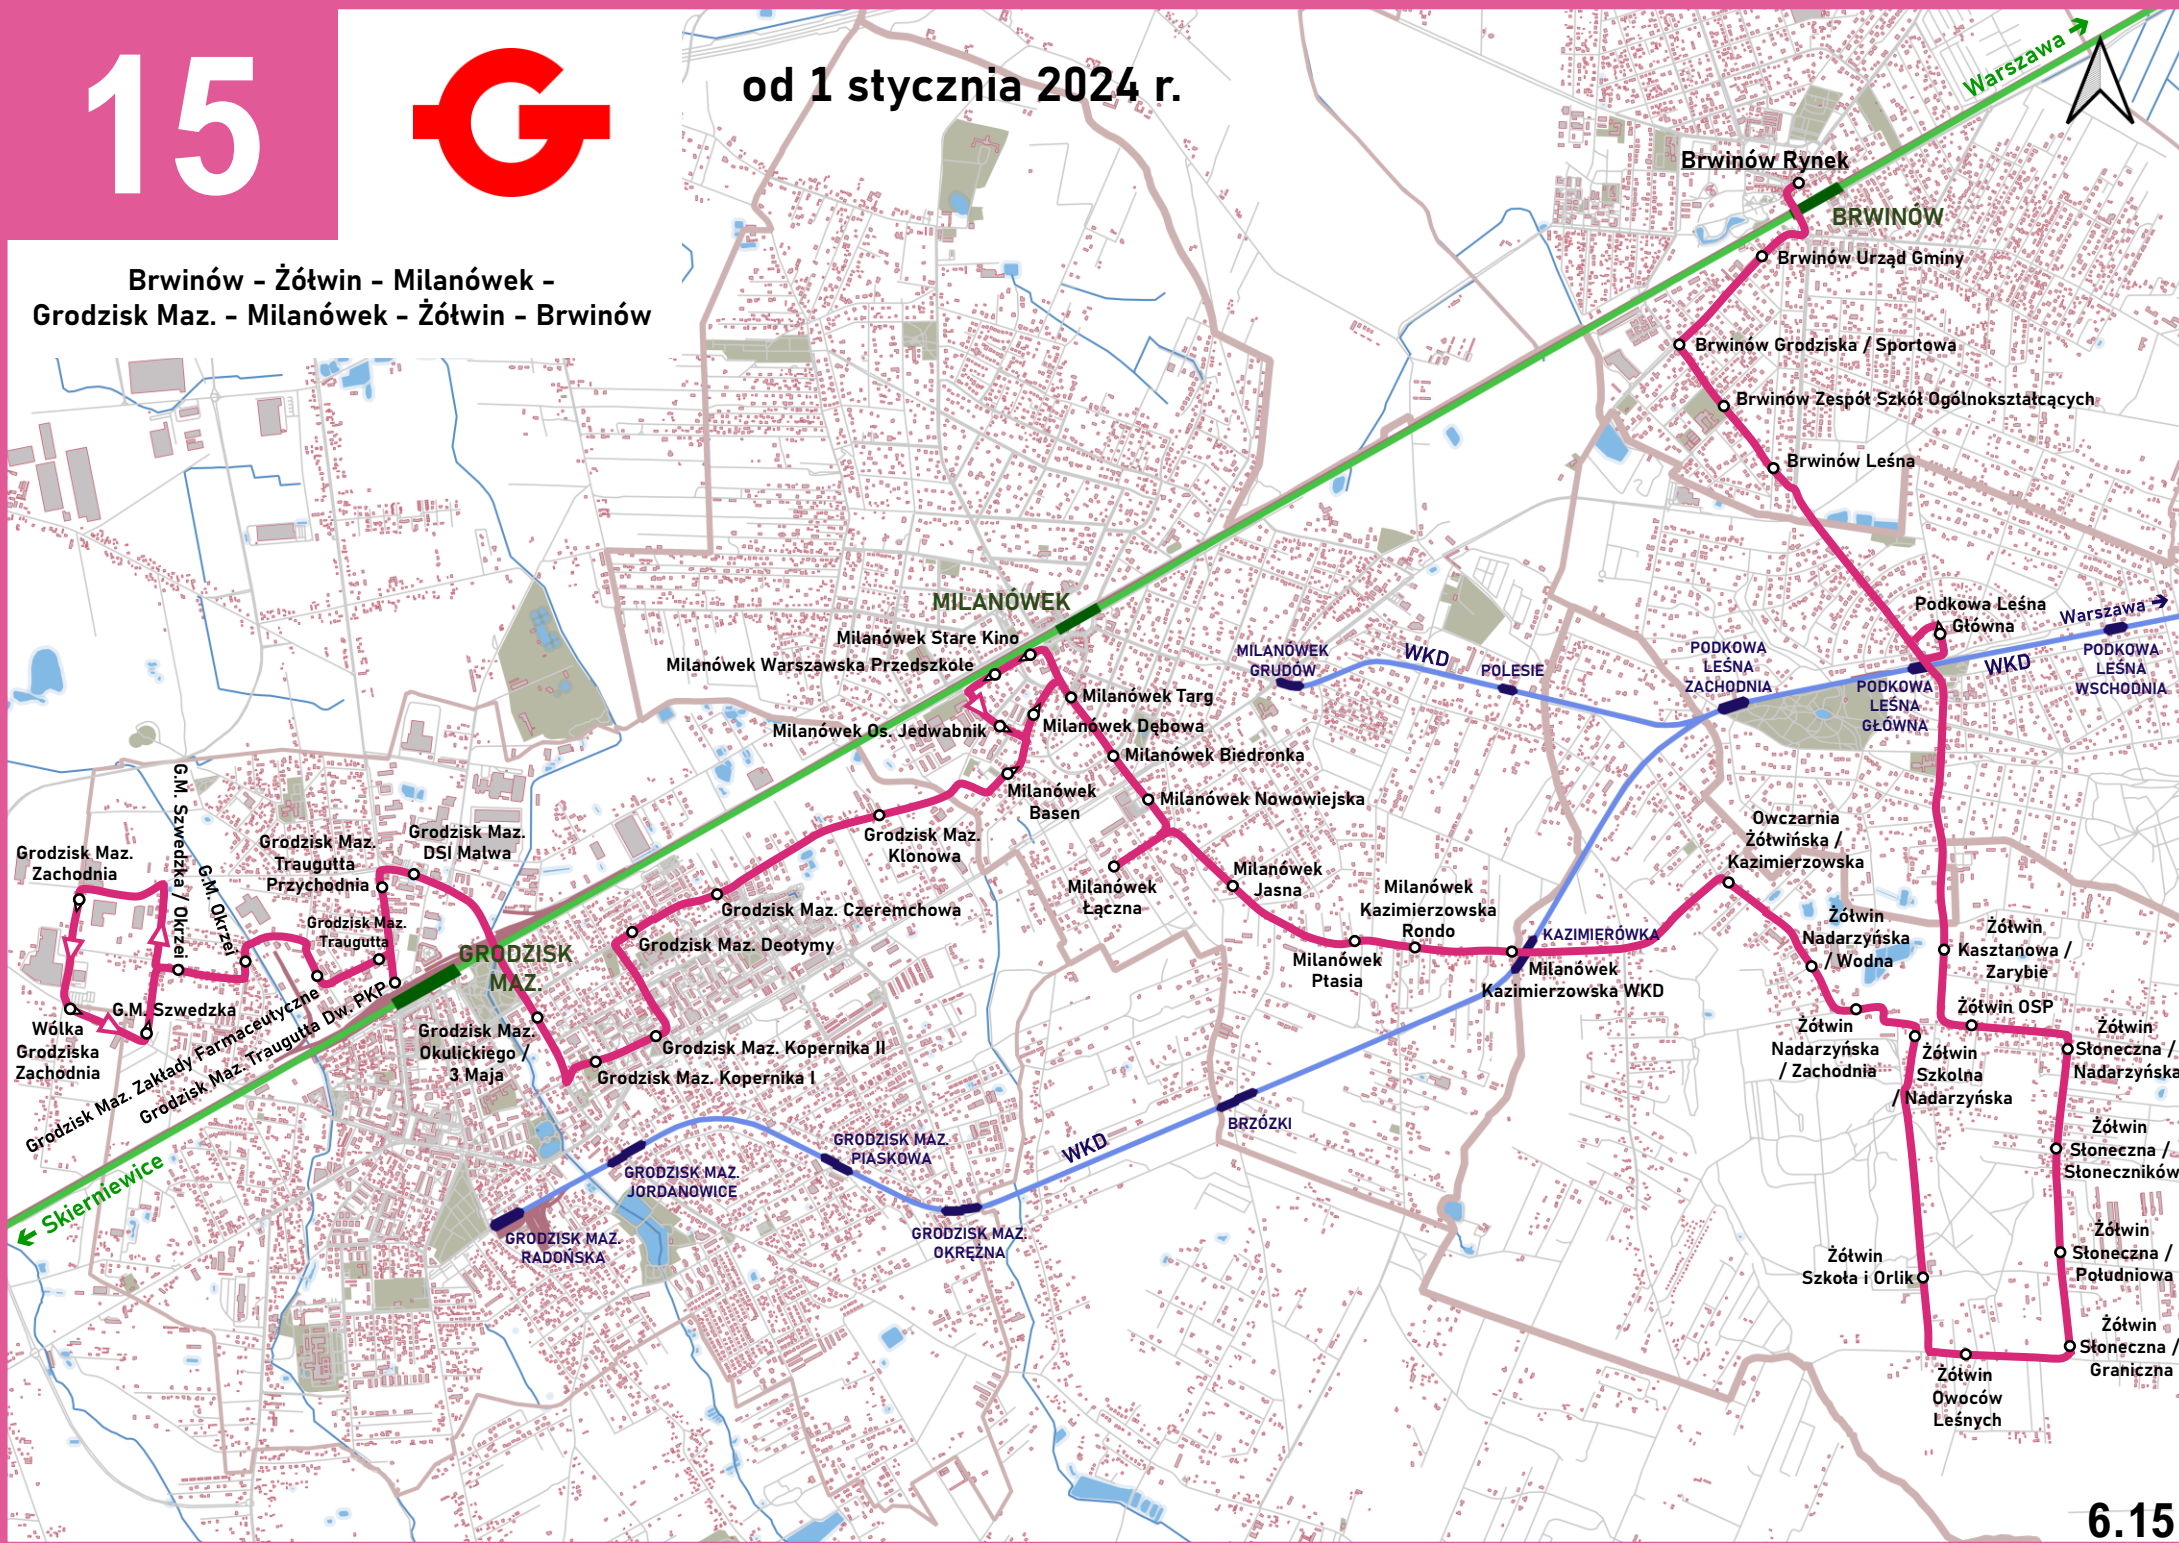 15
G
od 1 stycznia 2024 r.
Brwinów - Żółwin - Milanówek -
Grodzisk Maz. - Milanówek - Żółwin - Brwinów
Warszawa →
Brwinów Rynek
BRWINÓW
Brwinów Urząd Gminy
Brwinów Grodziska / Sportowa
Brwinów Zespół Szkół Ogólnokształcących
Brwinów Leśna
Podkowa Leśna
Główna
Warszawa →
WKD
PODKOWA
LEŚNA
WSCHODNIA
PODKOWA
LEŚNA
GŁÓWNA
PODKOWA
LEŚNA
ZACHODNIA
POLESIE
WKD
MILANÓWEK
GRUDÓW
MILANÓWEK
Milanówek Stare Kino
Milanówek Warszawska Przedszkole
Milanówek Targ
Milanówek Dębowa
Milanówek Os. Jedwabnik
Milanówek Biedronka
Milanówek
Basen
Milanówek Nowowiejska
Grodzisk Maz.
Klonowa
Milanówek
Łączna
Milanówek
Jasna
Milanówek
Kazimierzowska
Rondo
Milanówek
Ptasia
KAZIMIERÓWKA
Milanówek
Kazimierzowska WKD
Owczarnia
Żółwińska /
Kazimierzowska
Żółwin
Nadarzyńska
/ Wodna
Żółwin
Kasztanowa /
Zarybie
Żółwin OSP
Żółwin
Nadarzyńska
/ Zachodnia
Żółwin
Szkolna
/ Nadarzyńska
Żółwin
Słoneczna /
Nadarzyńska
Żółwin
Słoneczna /
Słoneczników
Żółwin
Słoneczna /
Południowa
Żółwin
Szkoła i Orlik
Żółwin
Słoneczna /
Graniczna
Żółwin
Owoców
Leśnych
Grodzisk Maz.
Zachodnia
G.M. Szwedzka / Okrzei
G.M. Okrzei
Grodzisk Maz.
Traugutta
Przychodnia
Grodzisk Maz.
DSI Malwa
Grodzisk Maz.
Traugutta
GRODZISK
MAZ.
Grodzisk Maz. Czeremchowa
Grodzisk Maz. Deotymy
G.M. Szwedzka
Wólka
Grodziska
Zachodnia
Grodzisk Maz. Zakłady Farmaceutyczne
Grodzisk Maz. Traugutta Dw. PKP
Grodzisk Maz.
Okulickiego /
3 Maja
Grodzisk Maz. Kopernika II
Grodzisk Maz. Kopernika I
← Skierniewice
GRODZISK MAZ.
JORDANOWICE
GRODZISK MAZ.
PIASKOWA
GRODZISK MAZ.
RADOŃSKA
GRODZISK MAZ.
OKRĘŻNA
WKD
BRZÓZKI
6.15